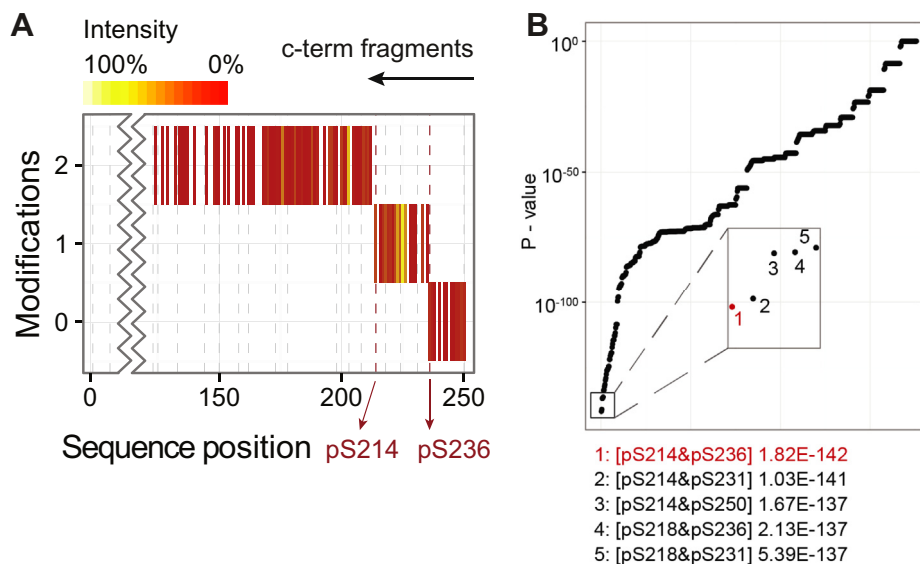 A
Intensity
100% 0%
c-term fragments
Modifications
2
1
0
0 150 200 250
Sequence position
pS214 pS236
B
P - value
10⁰
10⁻⁵⁰
10⁻¹⁰⁰
5
3 4
2
1
1: [pS214&pS236] 1.82E-142
2: [pS214&pS231] 1.03E-141
3: [pS214&pS250] 1.67E-137
4: [pS218&pS236] 2.13E-137
5: [pS218&pS231] 5.39E-137